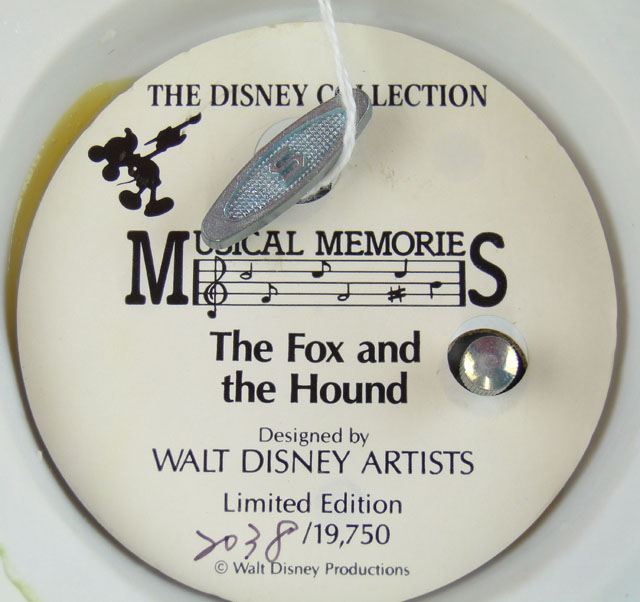 THE DISNEY COLLECTION
MUSICAL MEMORIES
The Fox and
the Hound
Designed by
WALT DISNEY ARTISTS
Limited Edition
2038/19,750
© Walt Disney Productions